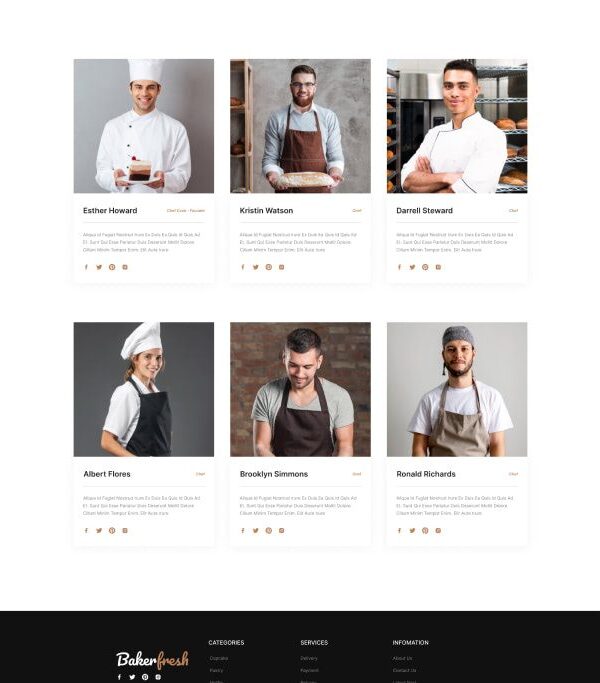 Esther Howard
Chef Cook - Founder
Aliqua Id Fugiat Nostrud Irure Ex Duis Ea Quis Id Quis Ad
Et. Sunt Qui Esse Pariatur Duis Deserunt Mollit Dolore
Cillum Minim Tempor Enim. Elit Aute Irure
Kristin Watson
Chef
Aliqua Id Fugiat Nostrud Irure Ex Duis Ea Quis Id Quis Ad
Et. Sunt Qui Esse Pariatur Duis Deserunt Mollit Dolore
Cillum Minim Tempor Enim. Elit Aute Irure
Darrell Steward
Chef
Aliqua Id Fugiat Nostrud Irure Ex Duis Ea Quis Id Quis Ad
Et. Sunt Qui Esse Pariatur Duis Deserunt Mollit Dolore
Cillum Minim Tempor Enim. Elit Aute Irure
Albert Flores
Chef
Aliqua Id Fugiat Nostrud Irure Ex Duis Ea Quis Id Quis Ad
Et. Sunt Qui Esse Pariatur Duis Deserunt Mollit Dolore
Cillum Minim Tempor Enim. Elit Aute Irure
Brooklyn Simmons
Chef
Aliqua Id Fugiat Nostrud Irure Ex Duis Ea Quis Id Quis Ad
Et. Sunt Qui Esse Pariatur Duis Deserunt Mollit Dolore
Cillum Minim Tempor Enim. Elit Aute Irure
Ronald Richards
Chef
Aliqua Id Fugiat Nostrud Irure Ex Duis Ea Quis Id Quis Ad
Et. Sunt Qui Esse Pariatur Duis Deserunt Mollit Dolore
Cillum Minim Tempor Enim. Elit Aute Irure
Bakerfresh
CATEGORIES
Cupcake
Pastry
SERVICES
Delivery
Payment
INFOMATION
About Us
Contact Us